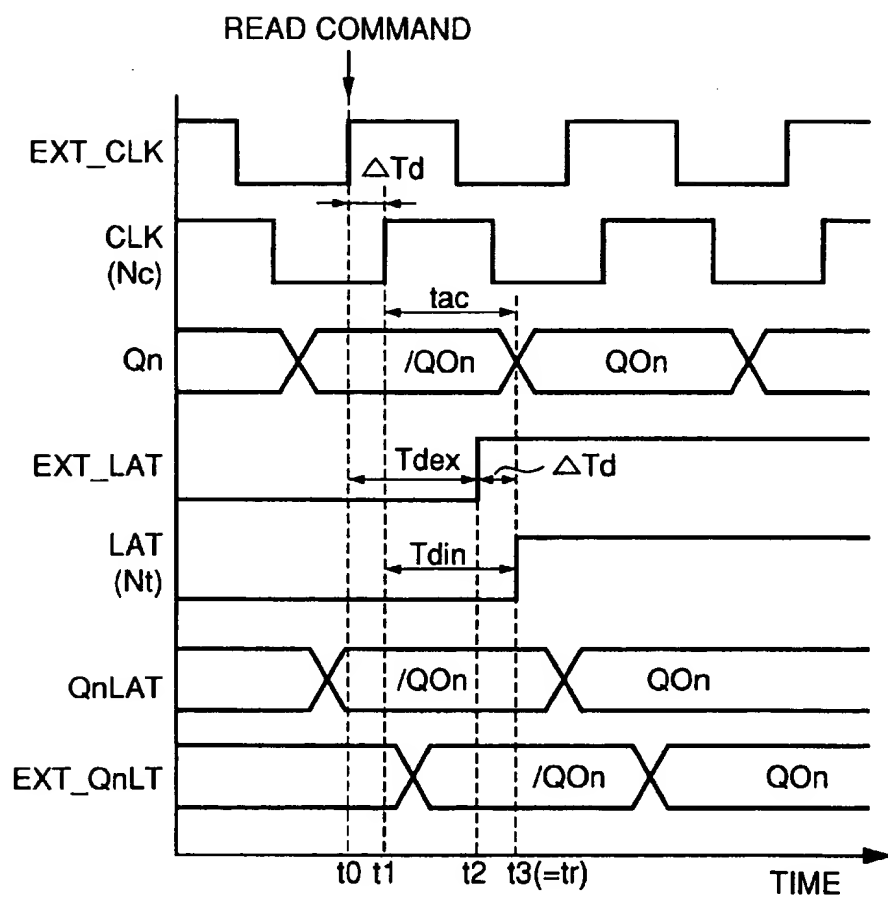 READ COMMAND
EXT_CLK
△Td
CLK
(Nc)
tac
Qn
/QOn
QOn
EXT_LAT
Tdex
△Td
LAT
(Nt)
Tdin
QnLAT
/QOn
QOn
EXT_QnLT
/QOn
QOn
t0 t1 t2 t3(=tr)
TIME